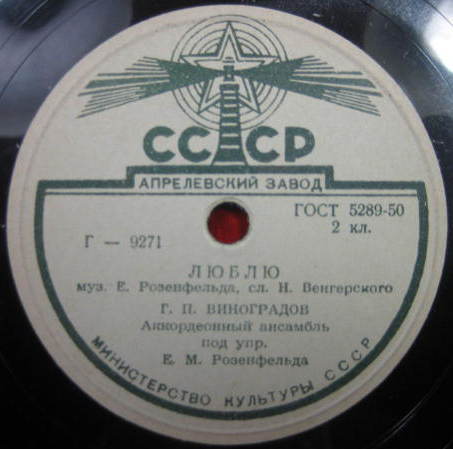 СССР
АПРЕЛЕВСКИЙ ЗАВОД
ГОСТ 5289-50
2 кл.
Г — 9271
ЛЮБЛЮ
муз. Е. Розенфельда, сл. Н. Венгерского
Г. П. ВИНОГРАДОВ
Аккордеонный ансамбль
под упр.
Е. М. Розенфельда
МИНИСТЕРСТВО КУЛЬТУРЫ СССР